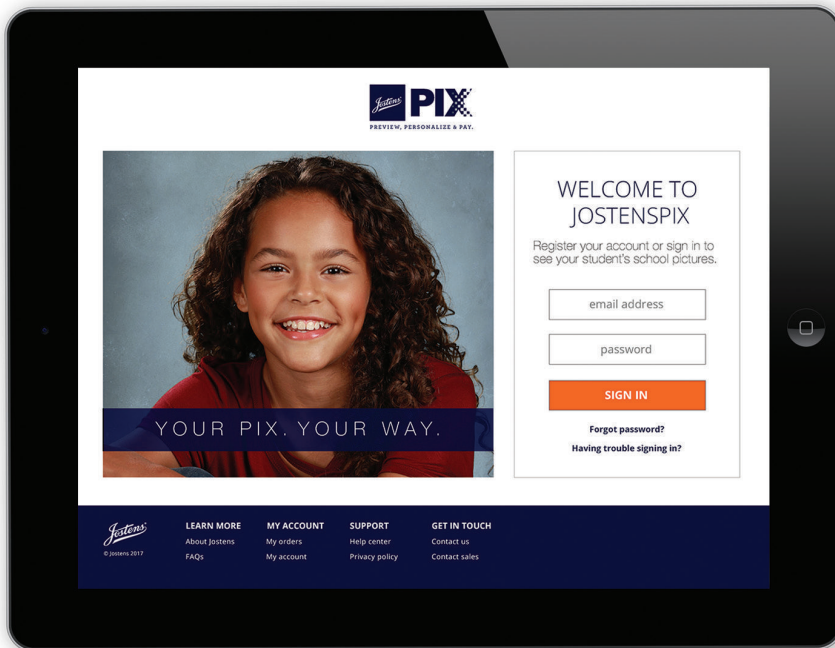 Jostens
PIX
PREVIEW, PERSONALIZE & PAY.
YOUR PIX. YOUR WAY.
WELCOME TO
JOSTENSPIX
Register your account or sign in to
see your student's school pictures.
email address
password
SIGN IN
Forgot password?
Having trouble signing in?
Jostens
© Jostens 2017
LEARN MORE
About Jostens
FAQs
MY ACCOUNT
My orders
My account
SUPPORT
Help center
Privacy policy
GET IN TOUCH
Contact us
Contact sales